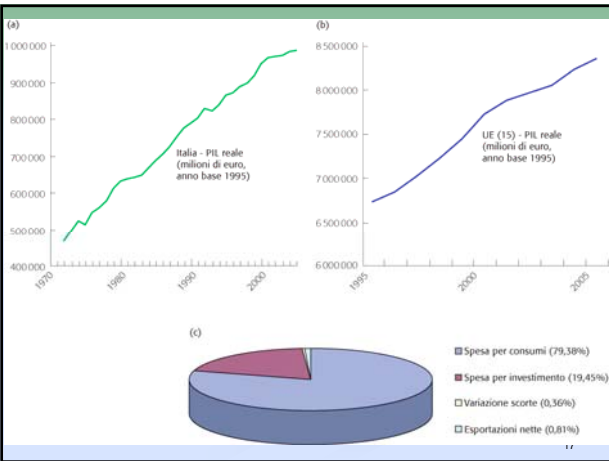 (a)
1 000 000
900 000
800 000
700 000
600 000
500 000
400 000
1970
1980
1990
2000
Italia - PIL reale
(milioni di euro,
anno base 1995)
(b)
8 500 000
8 000 000
7 500 000
7 000 000
6 500 000
6 000 000
1995
2000
2005
UE (15) - PIL reale
(milioni di euro,
anno base 1995)
(c)
Spesa per consumi (79,38%)
Spesa per investimento (19,45%)
Variazione scorte (0,36%)
Esportazioni nette (0,81%)